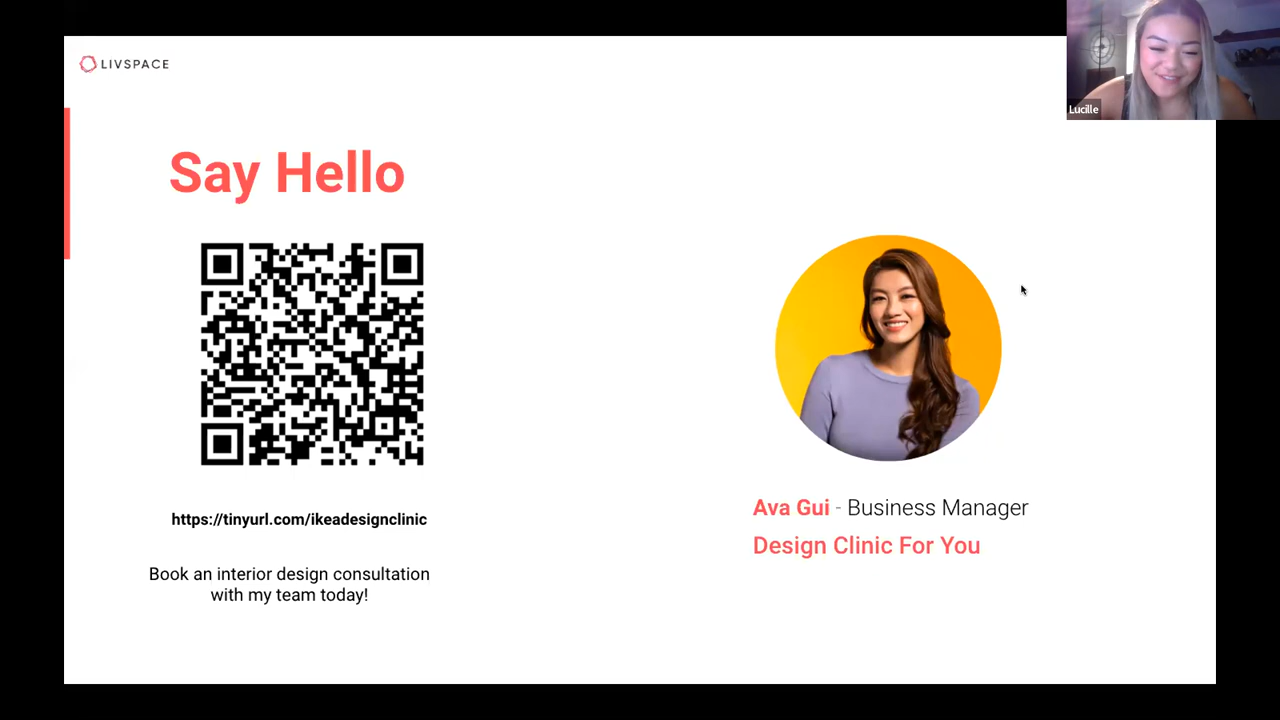 LIVSPACE
Lucille
Say Hello
https://tinyurl.com/ikeadesignclinic
Book an interior design consultation
with my team today!
Ava Gui - Business Manager
Design Clinic For You